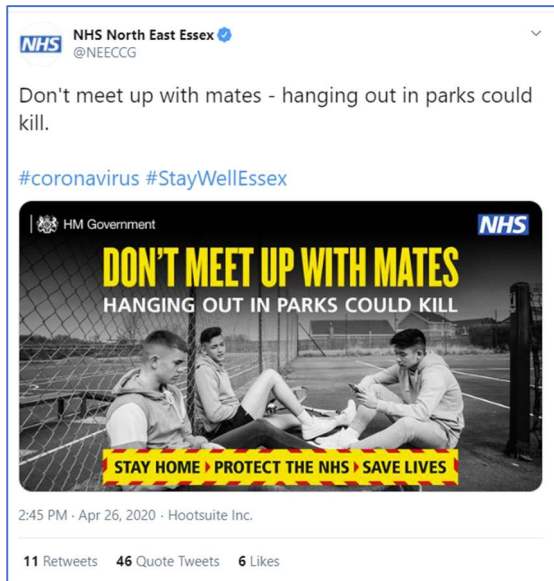 NHS
NHS North East Essex
@NEECCG
Don't meet up with mates - hanging out in parks could
kill.
#coronavirus #StayWellEssex
HM Government
NHS
DON'T MEET UP WITH MATES
HANGING OUT IN PARKS COULD KILL
STAY HOME PROTECT THE NHS SAVE LIVES
2:45 PM · Apr 26, 2020 · Hootsuite Inc.
11 Retweets 46 Quote Tweets 6 Likes